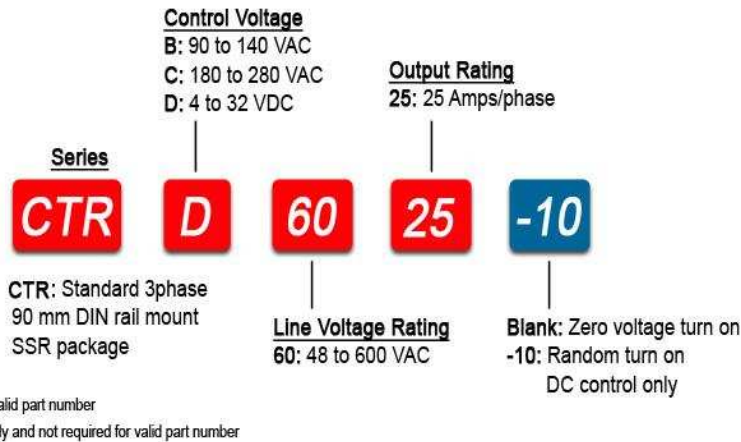 Control Voltage
B: 90 to 140 VAC
C: 180 to 280 VAC
D: 4 to 32 VDC
Output Rating
25: 25 Amps/phase
Series
CTR D 60 25 -10
CTR: Standard 3phase
90 mm DIN rail mount
SSR package
Line Voltage Rating
60: 48 to 600 VAC
Blank: Zero voltage turn on
-10: Random turn on
DC control only
alid part number
ly and not required for valid part number